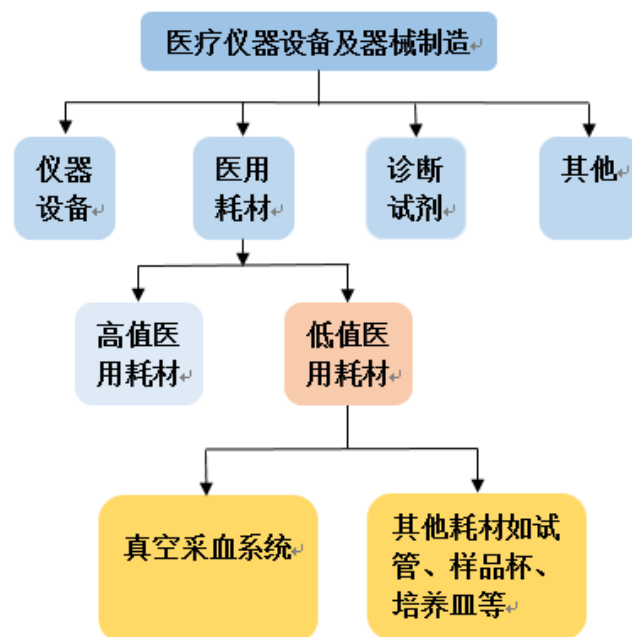 医疗仪器设备及器械制造
仪器
设备
医用
耗材
诊断
试剂
其他
高值医
用耗材
低值医
用耗材
真空采血系统
其他耗材如试
管、样品杯、
培养皿等